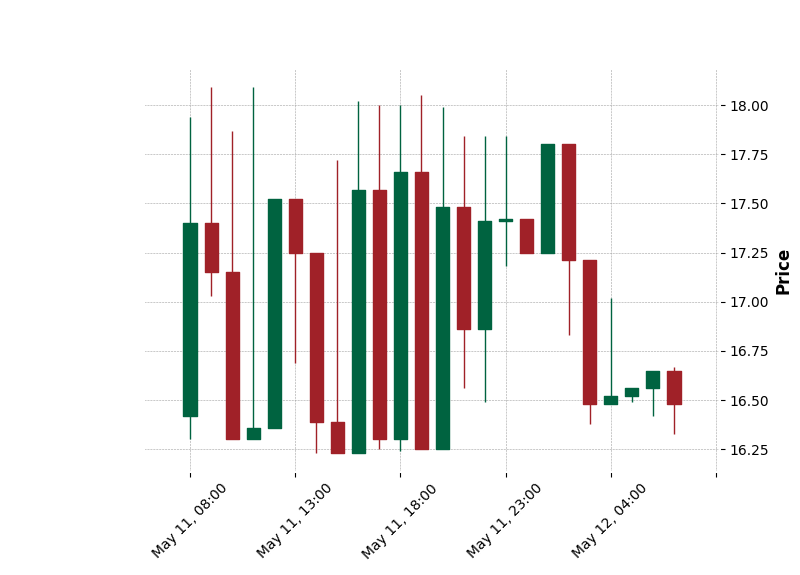 18.00
17.75
17.50
17.25
17.00
16.75
16.50
16.25
Price
May 11, 08:00
May 11, 13:00
May 11, 18:00
May 11, 23:00
May 12, 04:00